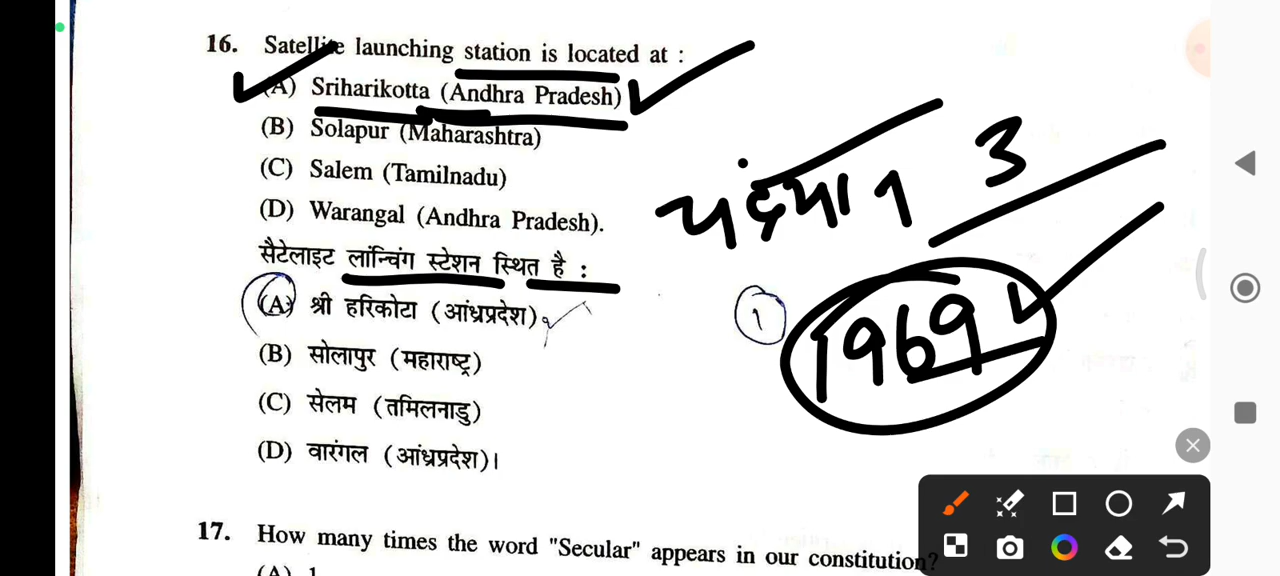 16. Satellite launching station is located at :
(A) Sriharikotta (Andhra Pradesh)
(B) Solapur (Maharashtra)
(C) Salem (Tamilnadu)
(D) Warangal (Andhra Pradesh).
सैटेलाइट लांन्चिंग स्टेशन स्थित है :
(A) श्री हरिकोटा (आंध्रप्रदेश)
(B) सोलापुर (महाराष्ट्र)
(C) सेलम (तमिलनाडु)
(D) वारंगल (आंध्रप्रदेश)।
चंद्रयान 3
1
1969
17. How many times the word "Secular" appears in our constitution?
(A) 1